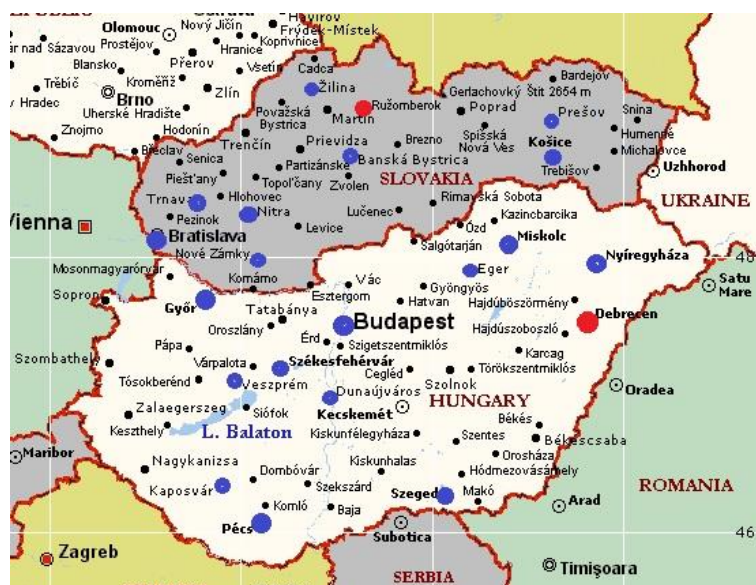 Olomouc
Nový Jičín
Havířov
Frýdek-Místek
Prostějov
Hranice
Kopřivnice
nad Sázavou
Přerov
Blansko
Vsetín
Čadca
Třebíč
Kroměříž
Žilina
Bardejov
Hradec
Brno
Zlín
Ružomberok
Gerlachovký
Štít 2654 m
Uherské Hradiště
Považská
Bystrica
Martin
Poprad
Prešov
Snina
Znojmo
Hodonín
Prievidza
Brezno
Spišská
Nová Ves
Košice
Humenné
Břeclav
Trenčín
Michalovce
Senica
Partizánske
Banská Bystrica
Uzhhorod
Piešťany
Topoľčany
Zvolen
SLOVAKIA
Trebišov
Hlohovec
Rimavská Sobota
UKRAINE
Trnava
Nitra
Lučenec
Kazincbarcika
Vienna
Pezinok
Levice
Ózd
Miskolc
Bratislava
Salgótarján
Nyíregyháza
Nové Zámky
48
Mosonmagyaróvár
Komárno
Vác
Eger
Satu
Mare
Sopron
Esztergom
Gyöngyös
Győr
Tatabánya
Hatvan
Hajdúböszörmény
Oroszlány
Budapest
Debrecen
Érd
Szigetszentmiklós
Hajdúszoboszló
Pápa
Karcag
Szombathely
Várpalota
Székesfehérvár
Cegléd
Törökszentmiklós
Tósokberénd
Veszprém
Dunaújváros
Szolnok
Oradea
Zalaegerszeg
Siófok
Kecskemét
HUNGARY
Keszthely
L. Balaton
Békés
Kiskunfélegyháza
Szentes
Békéscsaba
Maribor
Orosháza
Nagykanizsa
Dombóvár
Kiskunhalas
Hódmezovásárhely
ROMANIA
Kaposvár
Szekszárd
Szeged
Makó
Komló
Baja
Arad
Pécs
Subotica
46
Zagreb
SERBIA
Timişoara